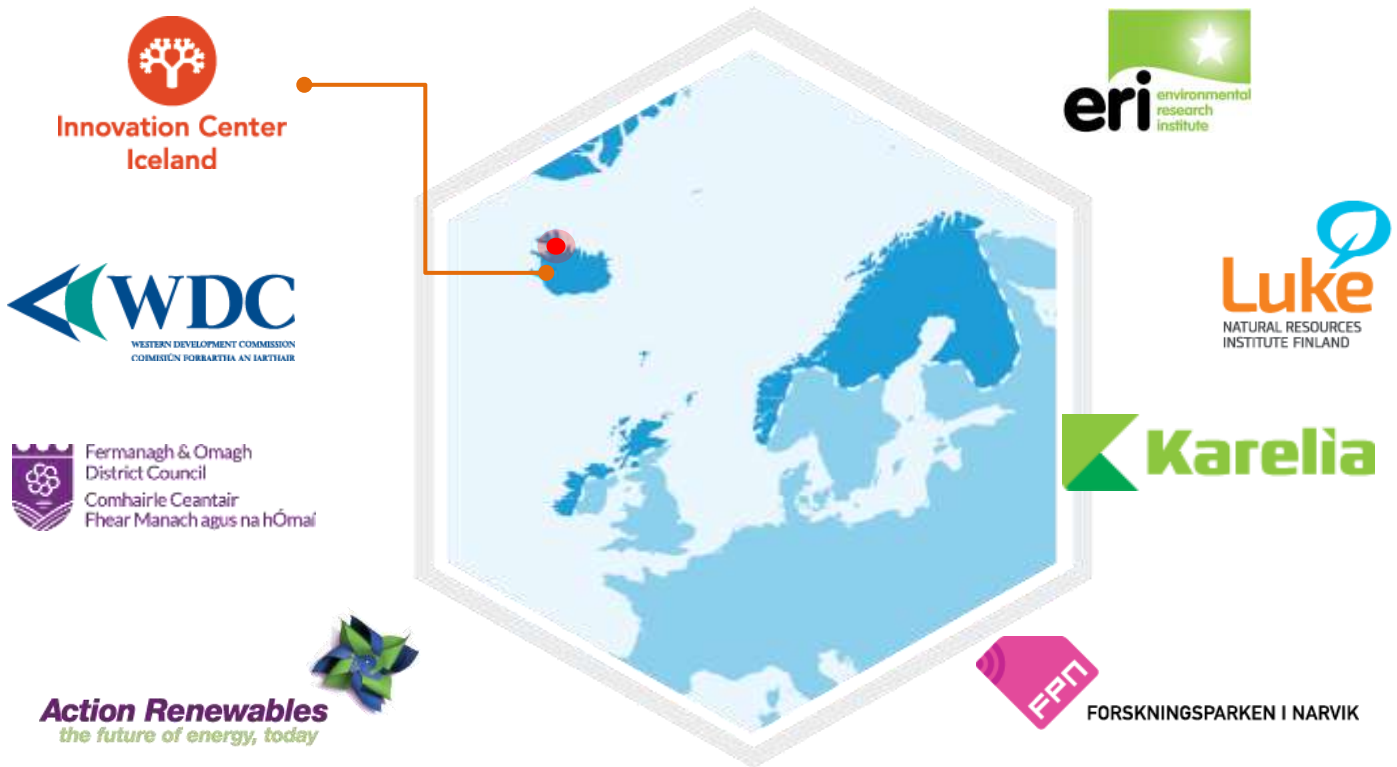 Innovation Center
Iceland
WDC
WESTERN DEVELOPMENT COMMISSION
COIMISIÚN FORBARTHA AN IARTHAIR
Fermanagh & Omagh
District Council
Comhairle Ceantair
Fhear Manach agus na hÓmaí
Action Renewables
the future of energy, today
eri environmental
research
institute
Luke
NATURAL RESOURCES
INSTITUTE FINLAND
Karelia
FPN
FORSKNINGSPARKEN I NARVIK